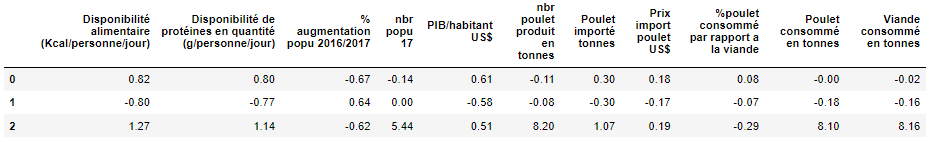 Disponibilité alimentaire (Kcal/personne/jour) Disponibilité de protéines en quantité (g/personne/jour) % augmentation popu 2016/2017 nbr popu 17 PIB/habitant US$ nbr poulet produit en tonnes Poulet importé tonnes Prix import poulet US$ %poulet consommé par rapport a la viande Poulet consommé en tonnes Viande consommé en tonnes
0 0.82 0.80 -0.67 -0.14 0.61 -0.11 0.30 0.18 0.08 -0.00 -0.02
1 -0.80 -0.77 0.64 0.00 -0.58 -0.08 -0.30 -0.17 -0.07 -0.18 -0.16
2 1.27 1.14 -0.62 5.44 0.51 8.20 1.07 0.19 -0.29 8.10 8.16